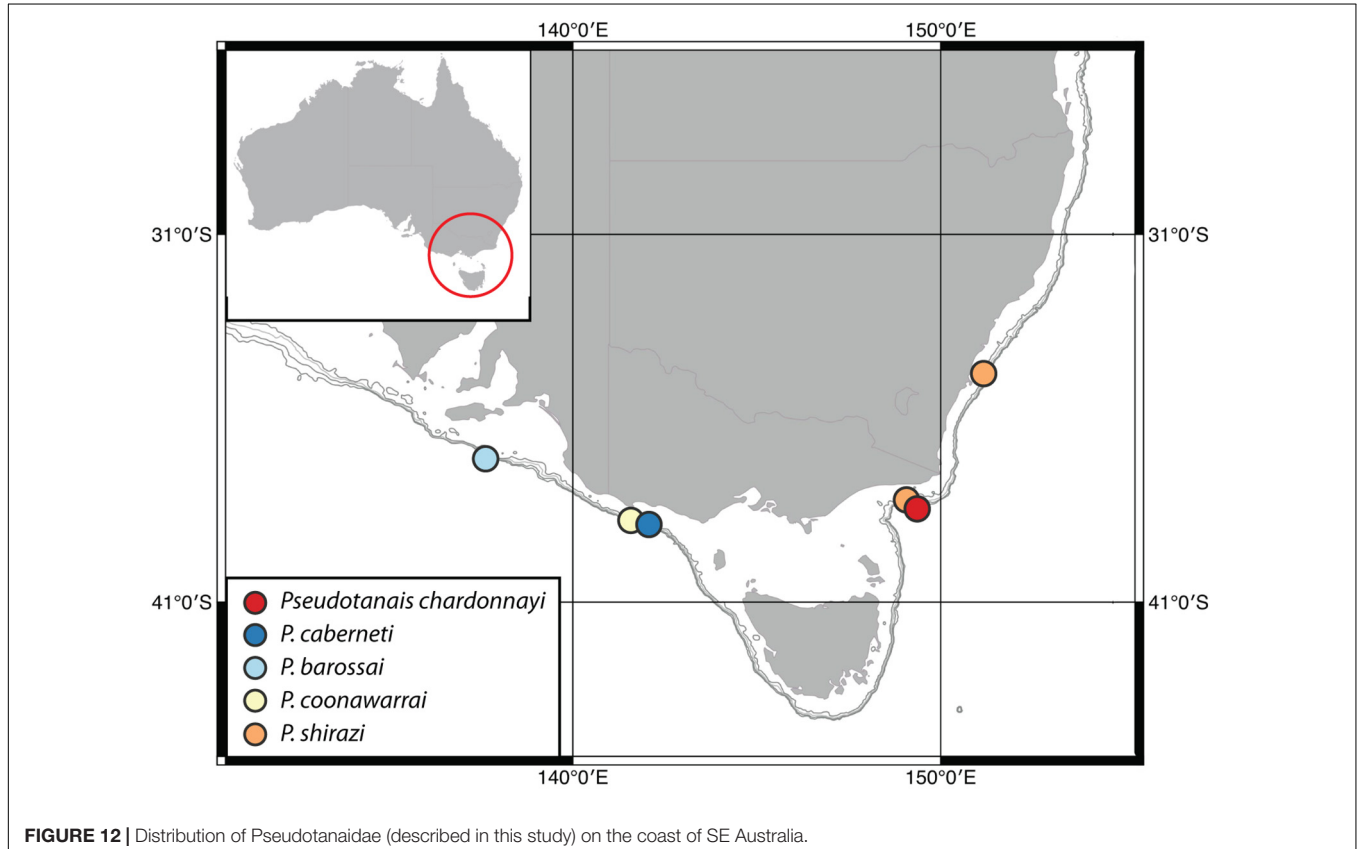 140°0'E 150°0'E
31°0'S 31°0'S
Pseudotanais chardonnayi
P. caberneti
P. barossai
P. coonawarrai
P. shirazi
41°0'S 41°0'S
140°0'E 150°0'E
FIGURE 12 | Distribution of Pseudotanaidae (described in this study) on the coast of SE Australia.